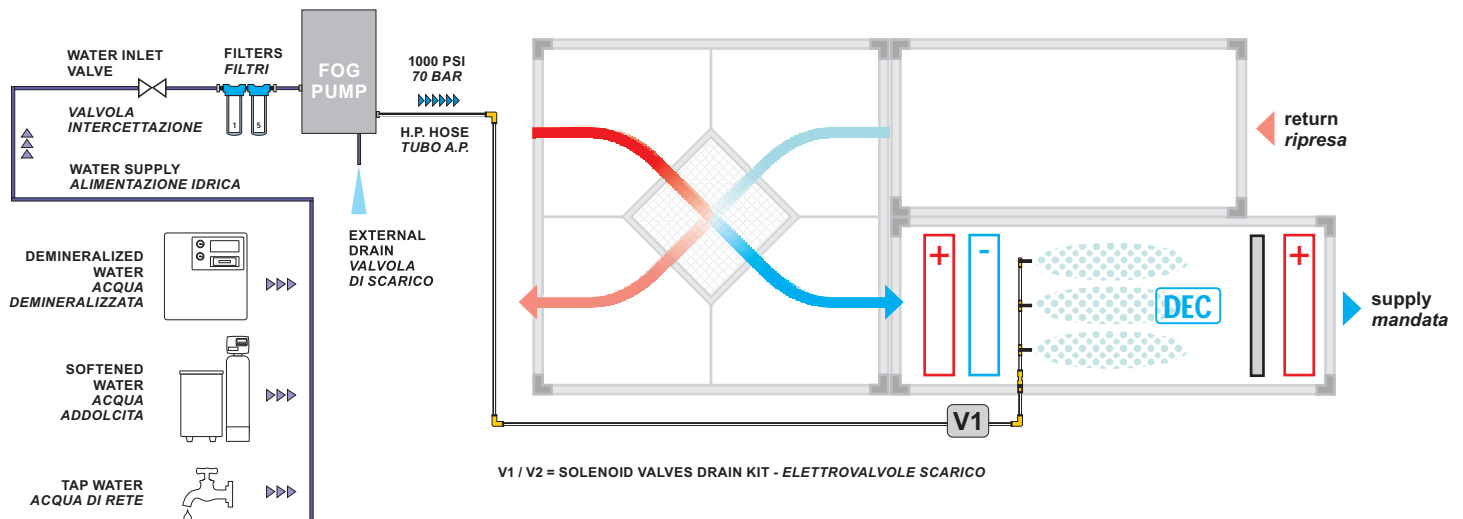 WATER INLET
VALVE
VALVOLA
INTERCETTAZIONE
FILTERS
FILTRI
1
5
FOG
PUMP
1000 PSI
70 BAR
H.P. HOSE
TUBO A.P.
WATER SUPPLY
ALIMENTAZIONE IDRICA
EXTERNAL
DRAIN
VALVOLA
DI SCARICO
DEMINERALIZED
WATER
ACQUA
DEMINERALIZZATA
SOFTENED
WATER
ACQUA
ADDOLCITA
TAP WATER
ACQUA DI RETE
return
ripresa
+
-
DEC
+
supply
mandata
V1
V1 / V2 = SOLENOID VALVES DRAIN KIT - ELETTROVALVOLE SCARICO